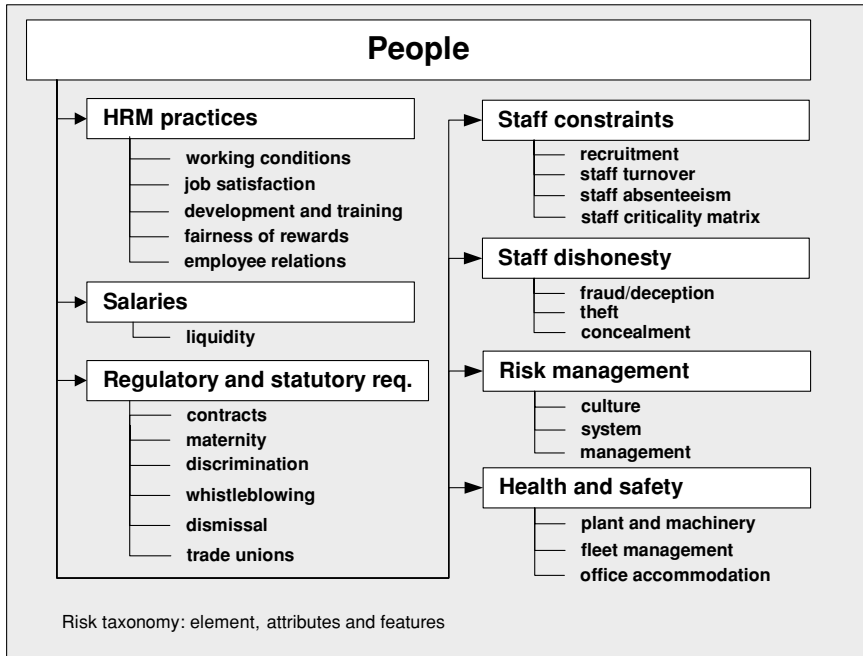 People
HRM practices
working conditions
job satisfaction
development and training
fairness of rewards
employee relations
Salaries
liquidity
Regulatory and statutory req.
contracts
maternity
discrimination
whistleblowing
dismissal
trade unions
Staff constraints
recruitment
staff turnover
staff absenteeism
staff criticality matrix
Staff dishonesty
fraud/deception
theft
concealment
Risk management
culture
system
management
Health and safety
plant and machinery
fleet management
office accommodation
Risk taxonomy: element, attributes and features